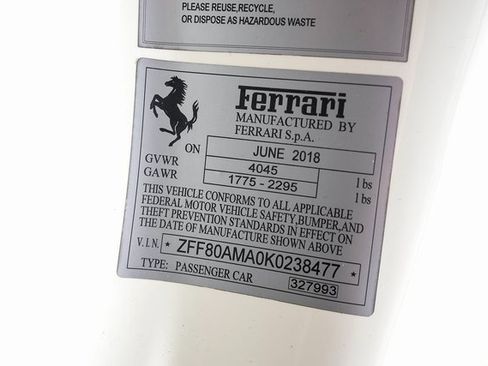 PLEASE REUSE,RECYCLE,
OR DISPOSE AS HAZARDOUS WASTE
Ferrari
MANUFACTURED BY
FERRARI S.p.A.
ON JUNE 2018
GVWR 4045 lbs
GAWR 1775 - 2295 lbs
THIS VEHICLE CONFORMS TO ALL APPLICABLE
FEDERAL MOTOR VEHICLE SAFETY,BUMPER,AND
THEFT PREVENTION STANDARDS IN EFFECT ON
THE DATE OF MANUFACTURE SHOWN ABOVE
V.I.N. *ZFF80AMA0K0238477*
TYPE: PASSENGER CAR 327993